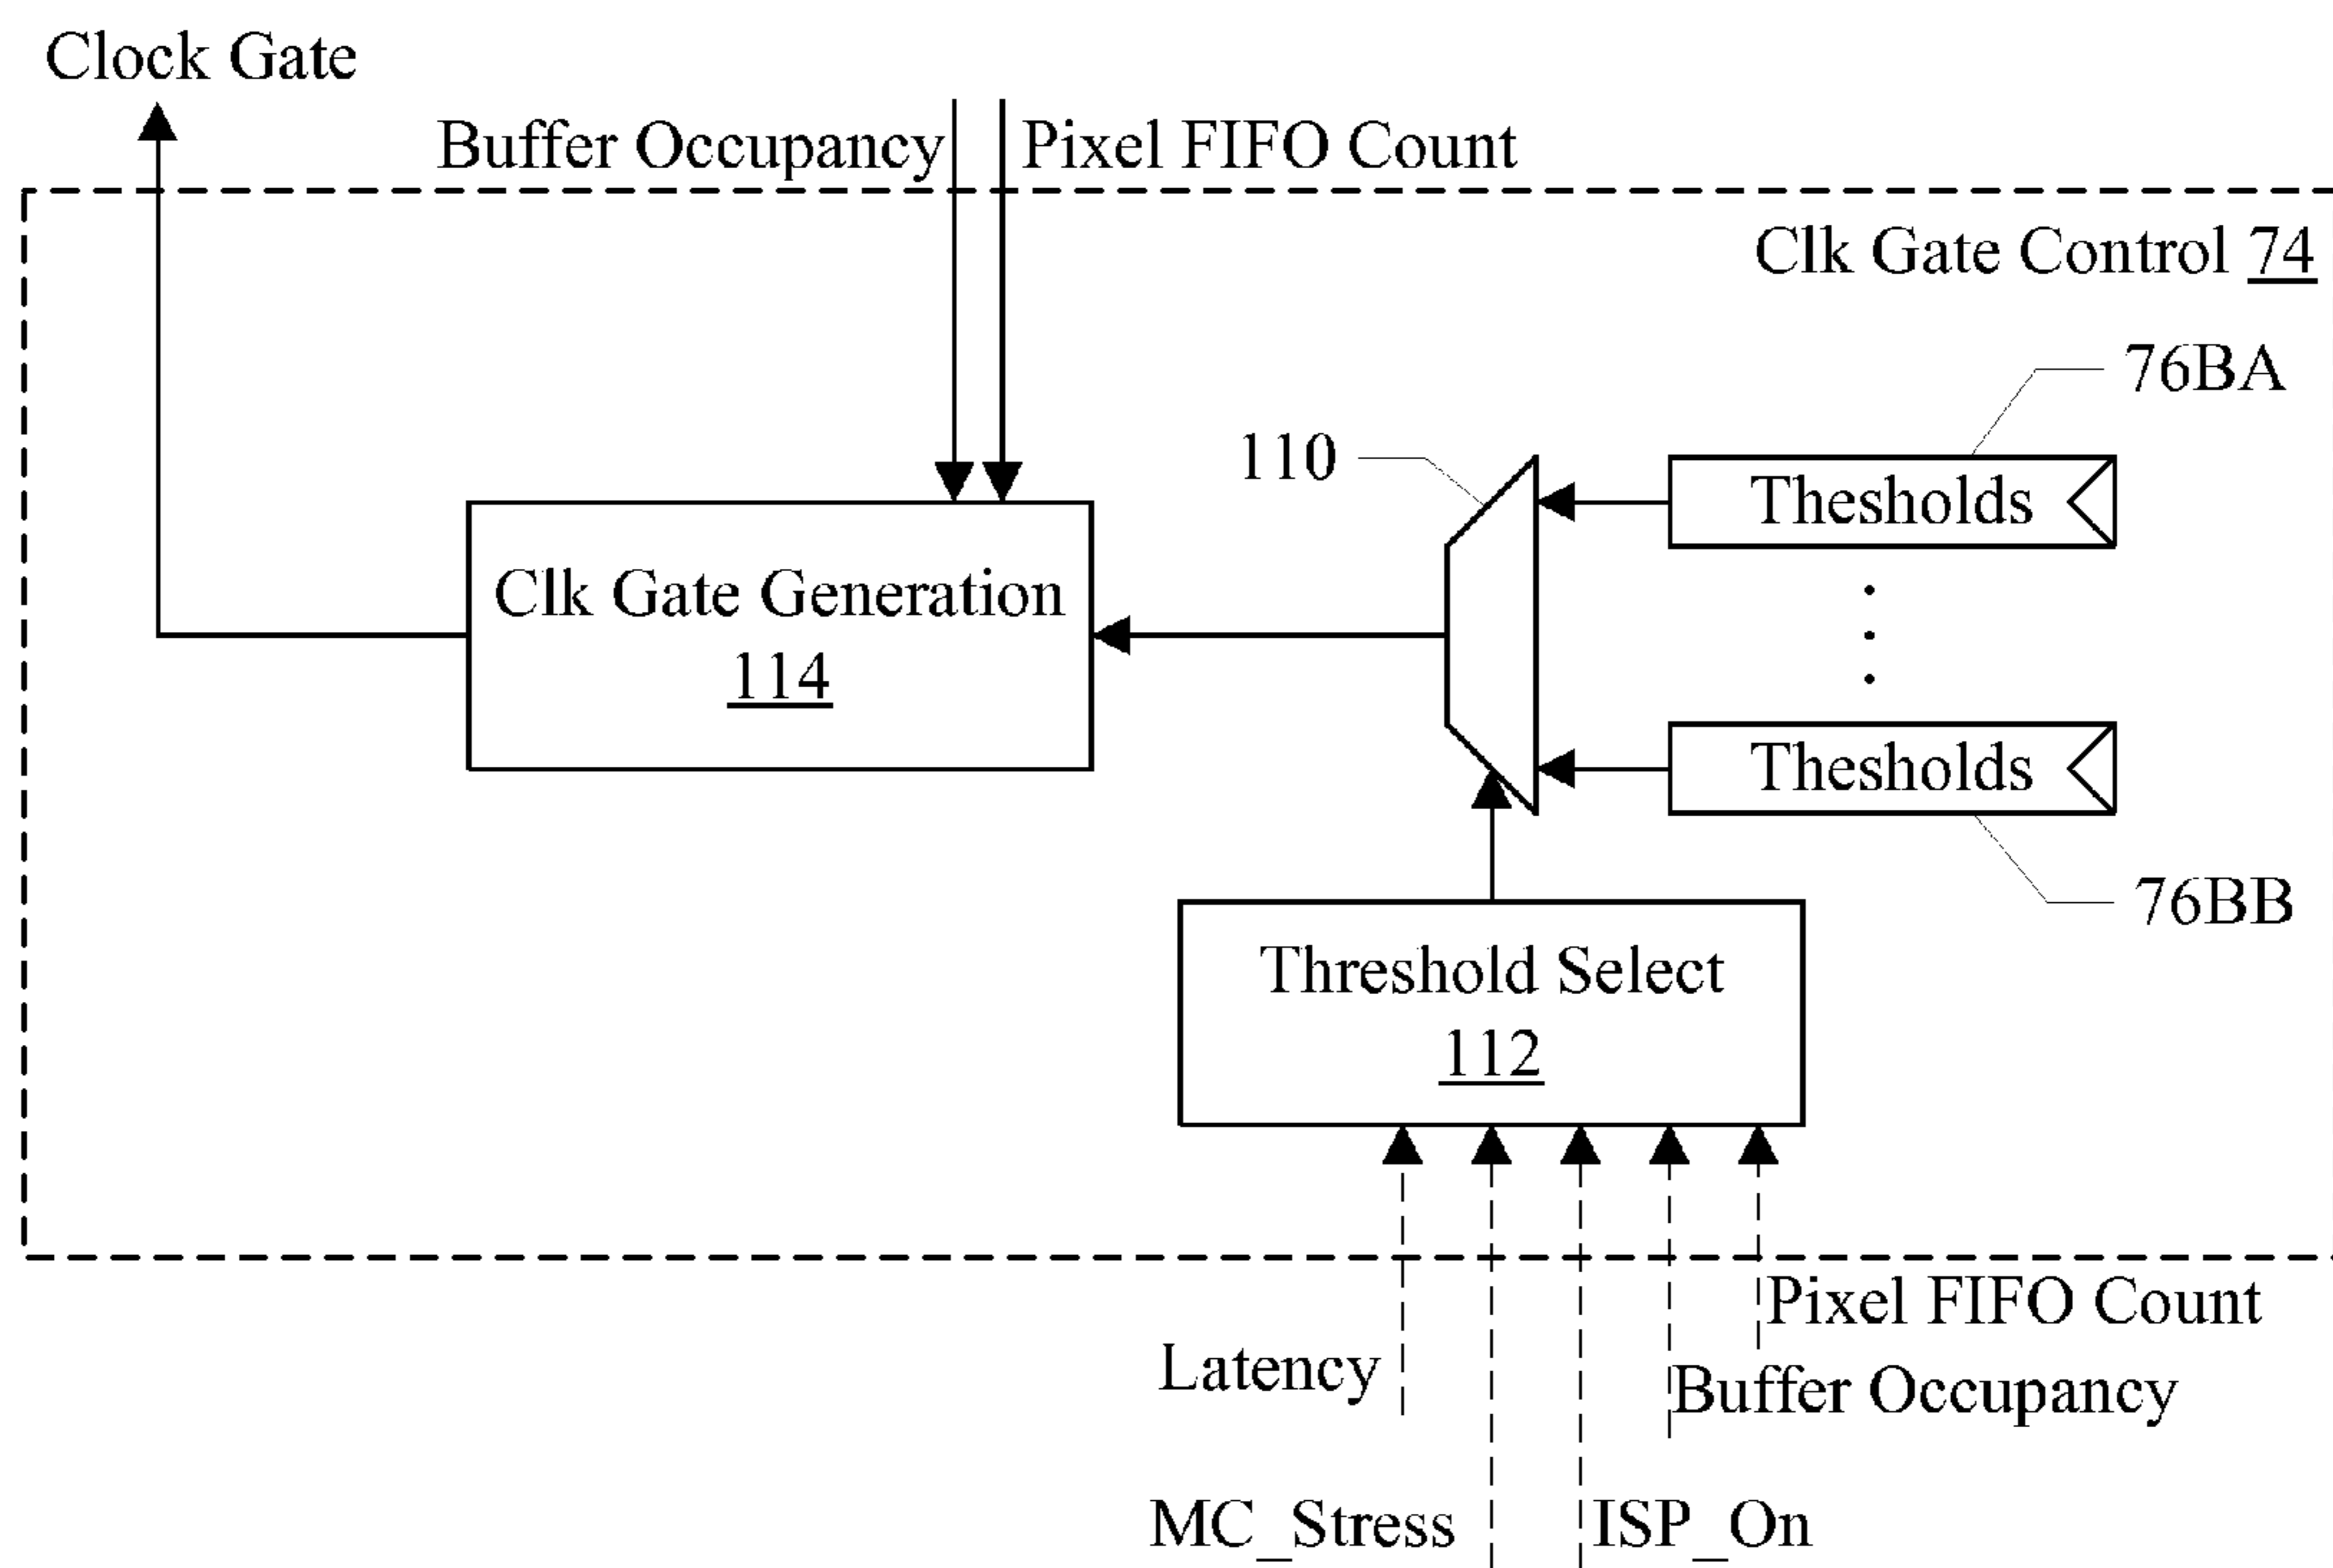 Clock Gate
Buffer Occupancy
Pixel FIFO Count
Clk Gate Control 74
76BA
110
Thesholds
Clk Gate Generation
114
Thesholds
76BB
Threshold Select
112
Pixel FIFO Count
Latency
Buffer Occupancy
MC_Stress
ISP_On